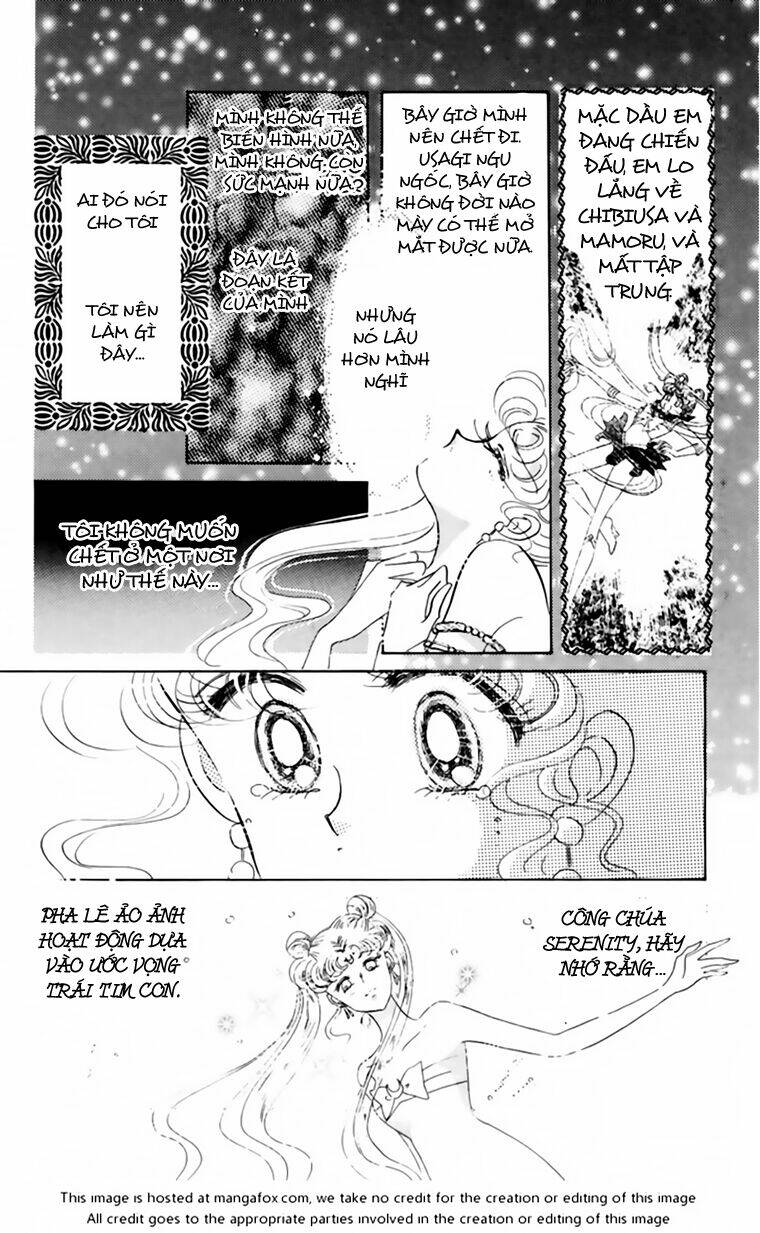 MẶC DẦU EM
ĐANG CHIẾN
ĐẤU, EM LO
LẮNG VỀ
CHIBIUSA VÀ
MAMORU, VÀ
MẤT TẬP
TRUNG
BÂY GIỜ MÌNH
NÊN CHẾT ĐI.
USAGI NGU
NGỐC, BÂY GIỜ
KHÔNG ĐỜI NÀO
MÀY CÓ THỂ MỞ
MẮT ĐƯỢC NỮA.
NHƯNG
NÓ LÂU
HƠN MÌNH
NGHĨ
MÌNH KHÔNG THỂ
BIẾN HÌNH NỮA,
MÌNH KHÔNG CON
SỨC MẠNH NỮA?
ĐÂY LÀ
ĐOẠN KẾT
CỦA MÌNH
AI ĐÓ NÓI
CHO TÔI
TÔI NÊN
LÀM GÌ
ĐÂY...
TÔI KHÔNG MUỐN
CHẾT Ở MỘT NƠI
NHƯ THẾ NÀY...
CÔNG CHÚA
SERENITY, HÃY
NHỚ RẰNG...
PHA LÊ ẢO ẢNH
HOẠT ĐỘNG DỰA
VÀO ƯỚC VỌNG
TRÁI TIM CON.
This image is hosted at mangafox.com, we take no credit for the creation or editing of this image
All credit goes to the appropriate parties involved in the creation or editing of this image